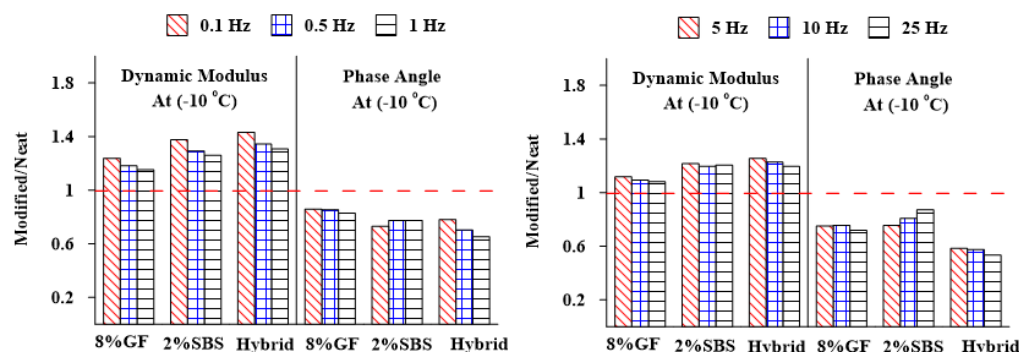 0.1 Hz 0.5 Hz 1 Hz
Dynamic Modulus
At (-10 °C)
Phase Angle
At (-10 °C)
Modified/Neat
1.8
1.4
1
0.6
0.2
8%GF 2%SBS Hybrid 8%GF 2%SBS Hybrid
5 Hz 10 Hz 25 Hz
Dynamic Modulus
At (-10 °C)
Phase Angle
At (-10 °C)
Modified/Neat
1.8
1.4
1
0.6
0.2
8%GF 2%SBS Hybrid 8%GF 2%SBS Hybrid